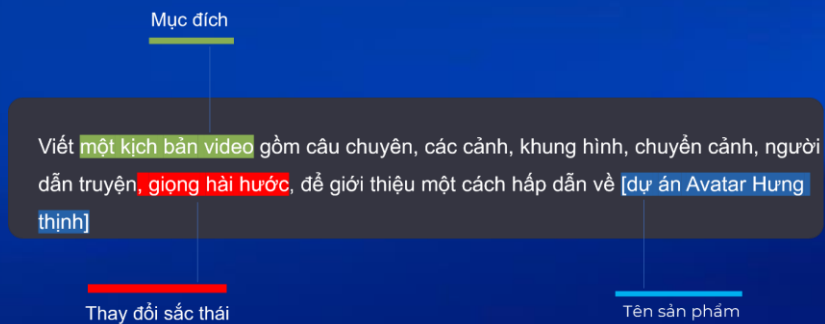 Mục đích
Viết một kịch bản video gồm câu chuyên, các cảnh, khung hình, chuyển cảnh, người
dẫn truyện, giọng hài hước, để giới thiệu một cách hấp dẫn về [dự án Avatar Hưng
thịnh]
Thay đổi sắc thái
Tên sản phẩm